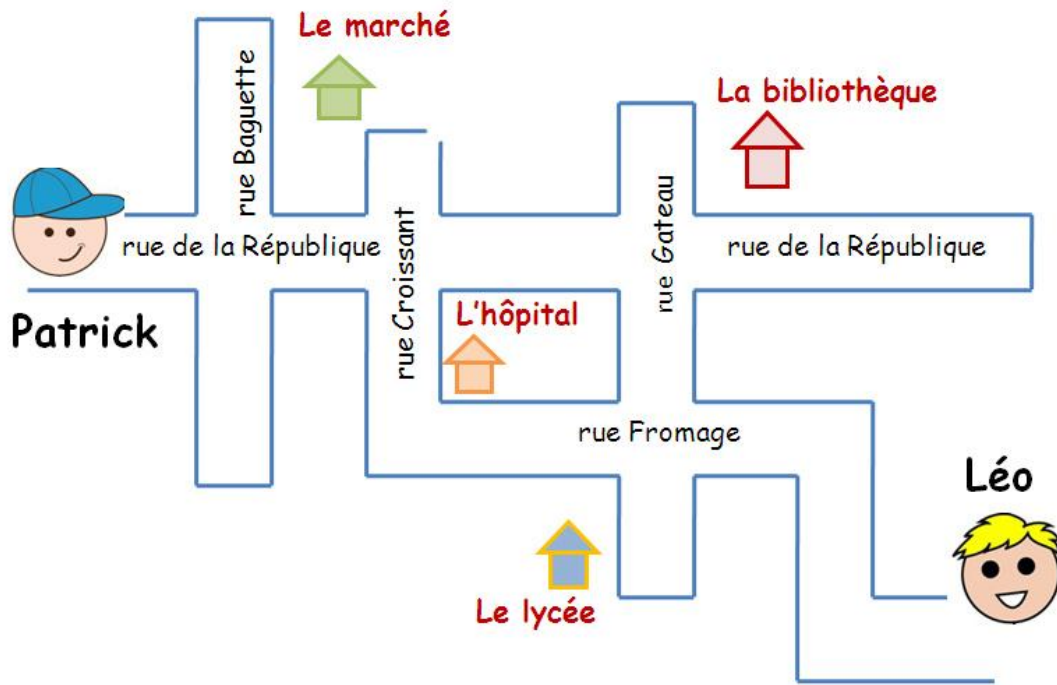 Le marché
rue Baguette
La bibliothèque
rue de la République
rue Croissant
rue Gateau
rue de la République
Patrick
L'hôpital
rue Fromage
Léo
Le lycée